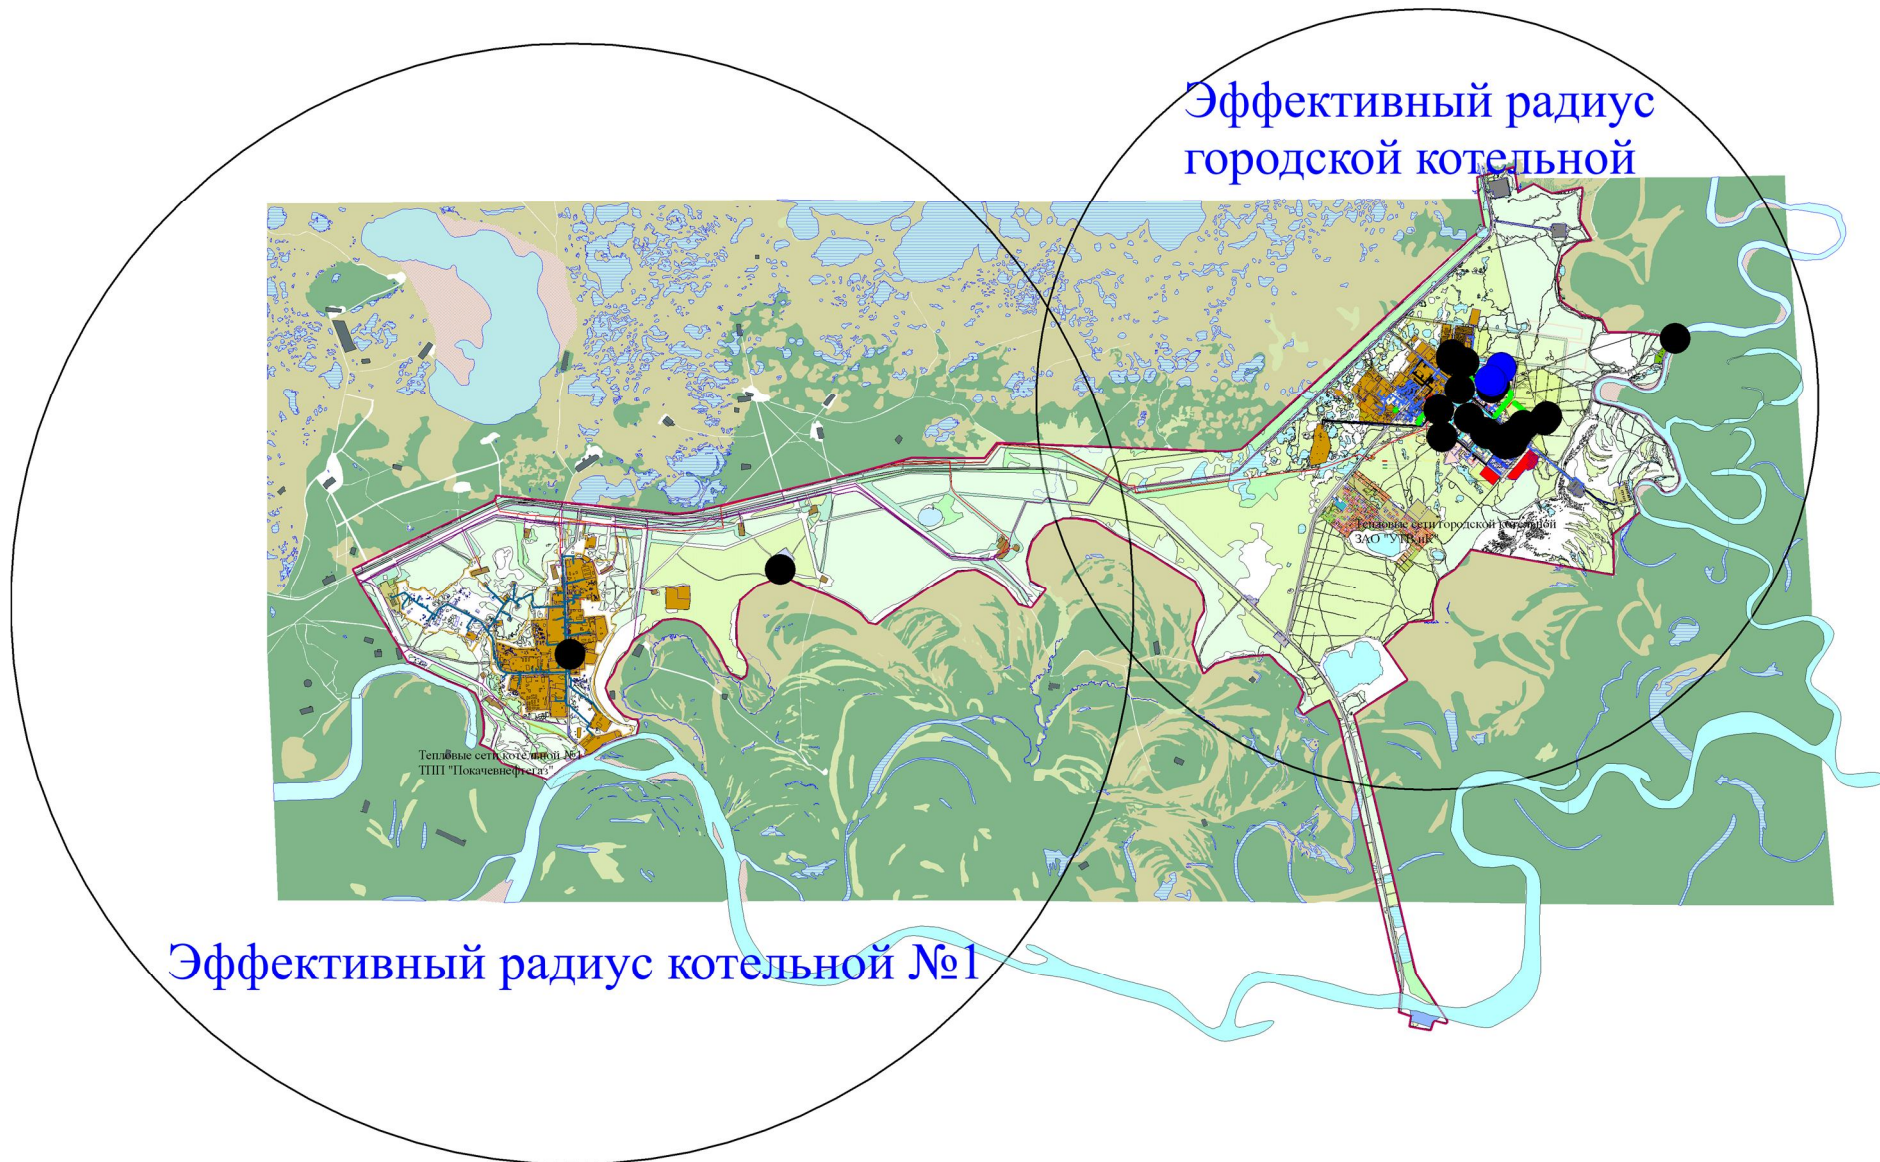 Эффективный радиус
городской котельной
Тепловые сети городской котельной
ЗАО "УТВиК"
Тепловые сети котельной №1
ТПП "Покачевнефтегаз"
Эффективный радиус котельной №1